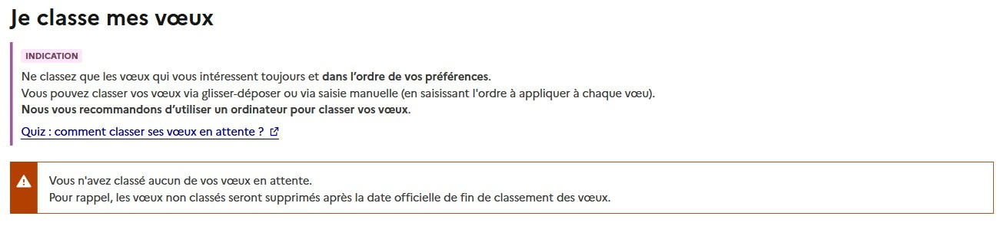 Je classe mes vœux
INDICATION
Ne classez que les vœux qui vous intéressent toujours et dans l’ordre de vos préférences.
Vous pouvez classer vos vœux via glisser-déposer ou via saisie manuelle (en saisissant l'ordre à appliquer à chaque vœu).
Nous vous recommandons d’utiliser un ordinateur pour classer vos vœux.
Quiz : comment classer ses vœux en attente ?
Vous n'avez classé aucun de vos vœux en attente.
Pour rappel, les vœux non classés seront supprimés après la date officielle de fin de classement des vœux.